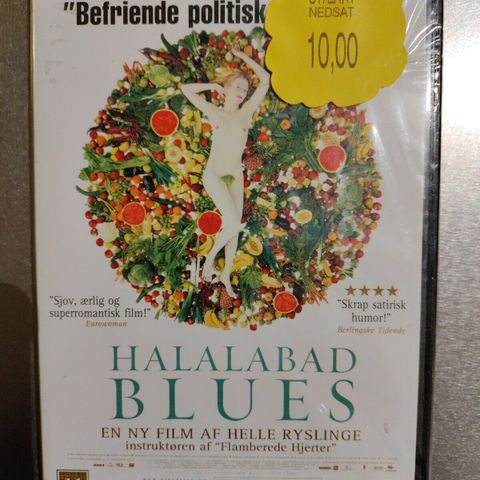 "Befriende politisk
NEDSAT
10,00
"Sjov, ærlig og
superromantisk film!"
Eurowoman
★★★★
"Skrap satirisk
humor!"
Berlingske Tidende
HALALABAD
BLUES
EN NY FILM AF HELLE RYSLINGE
instruktøren af "Flamberede Hjerter"